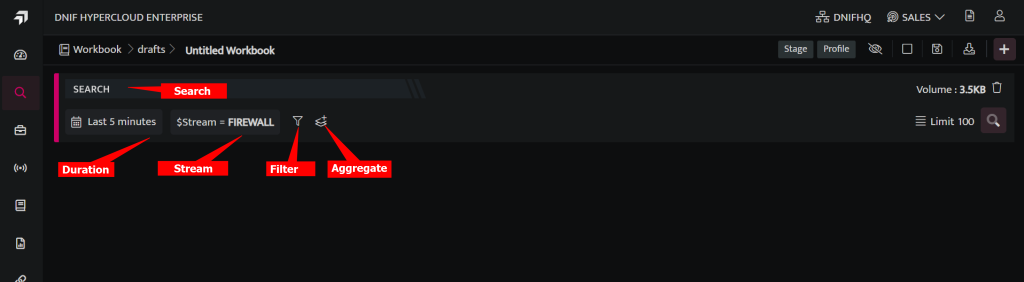 DNIF HYPERCLOUD ENTERPRISE DNIFHQ SALES
Workbook > drafts > Untitled Workbook Stage Profile
SEARCH Search Volume : 3.5KB
Last 5 minutes $Stream = FIREWALL Limit 100
Duration Stream Filter Aggregate